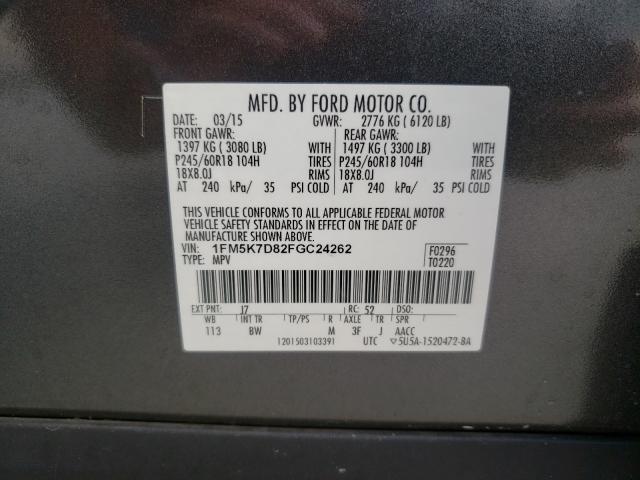 MFD. BY FORD MOTOR CO.
DATE: 03/15 GVWR: 2776 KG ( 6120 LB)
FRONT GAWR: REAR GAWR:
1397 KG ( 3080 LB) WITH 1497 KG ( 3300 LB) WITH
P245/60R18 104H TIRES P245/60R18 104H TIRES
18X8.0J RIMS 18X8.0J RIMS
AT 240 kPa/ 35 PSI COLD AT 240 kPa/ 35 PSI COLD
THIS VEHICLE CONFORMS TO ALL APPLICABLE FEDERAL MOTOR
VEHICLE SAFETY STANDARDS IN EFFECT ON THE DATE OF
MANUFACTURE SHOWN ABOVE.
VIN: 1FM5K7D82FGC24262 F0296
TYPE: MPV T0220
EXT PNT: J7 RC: 52 DSO:
WB INT TR TP/PS R AXLE TR SPR
113 BW M 3F J AACC
1201503103391 UTC ▽5U5A-1520472-BA